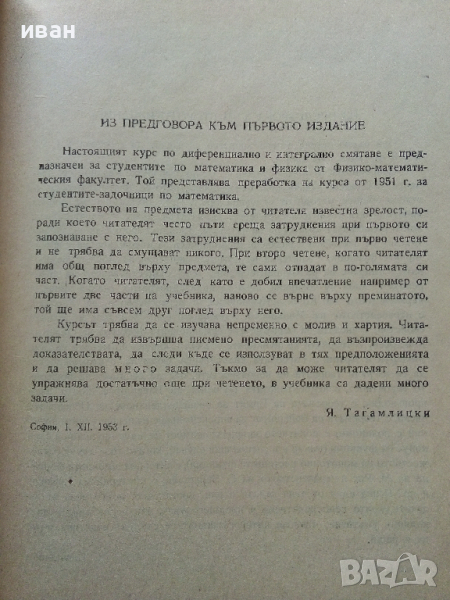 иван
ИЗ ПРЕДГОВОРА КЪМ ПЪРВОТО ИЗДАНИЕ
Настоящият курс по диференциално и интегрално смятане е пред-
назначен за студентите по математика и физика от Физико-математи-
ческия факултет. Той представлява преработка на курса от 1951 г. за
студентите-задочници по математика.
Естеството на предмета изисква от читателя известна зрелост, по-
ради което читателят често пъти среща затруднения при първото си
запознаване с него. Тези затруднения са естествени при първо четене
и не трябва да смущават никого. При второ четене, когато читателят
има общ поглед върху предмета, те сами отпадат в по-голямата си
част. Когато читателят, след като е добил впечатление например от
първите две части на учебника, наново се върне върху преминатото,
той ще има съвсем друг поглед върху него.
Курсът трябва да се изучава непременно с молив и хартия. Чита-
телят трябва да извършва писмено пресмятанията, да възпроизвежда
доказателствата, да следи къде се използуват в тях предположенията
и да решава много задачи. Тъкмо за да може читателят да се
упражнява достатъчно още при четенето, в учебника са дадени много
задачи.
Я. Тагамлицки
София, 1. XII. 1953 г.
BAZAR.bg